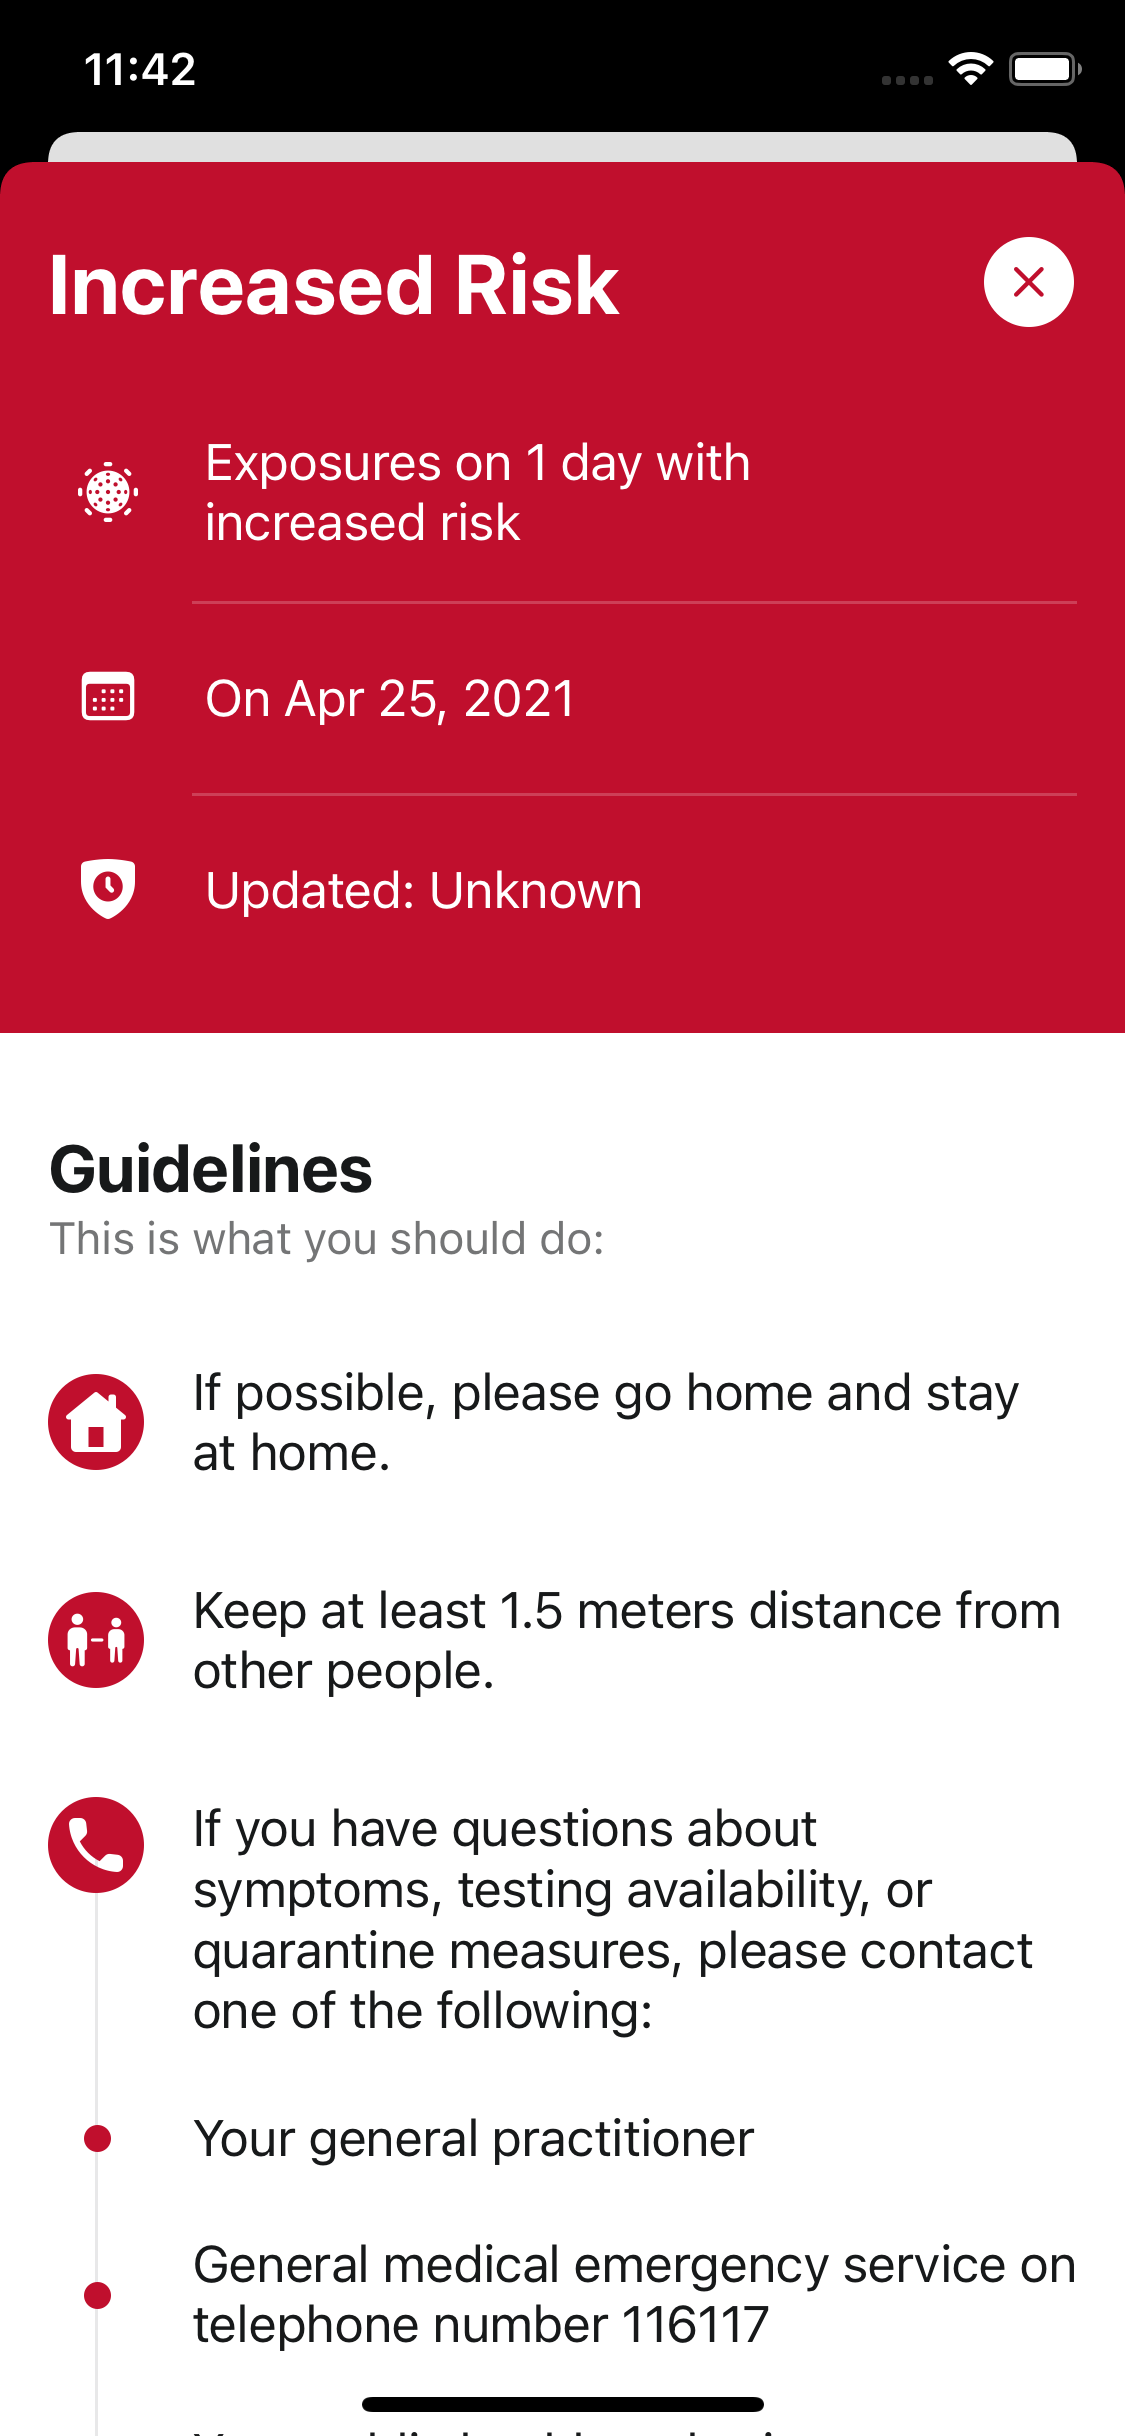 11:42
Increased Risk
Exposures on 1 day with
increased risk
On Apr 25, 2021
Updated: Unknown
Guidelines
This is what you should do:
If possible, please go home and stay
at home.
Keep at least 1.5 meters distance from
other people.
If you have questions about
symptoms, testing availability, or
quarantine measures, please contact
one of the following:
Your general practitioner
General medical emergency service on
telephone number 116117